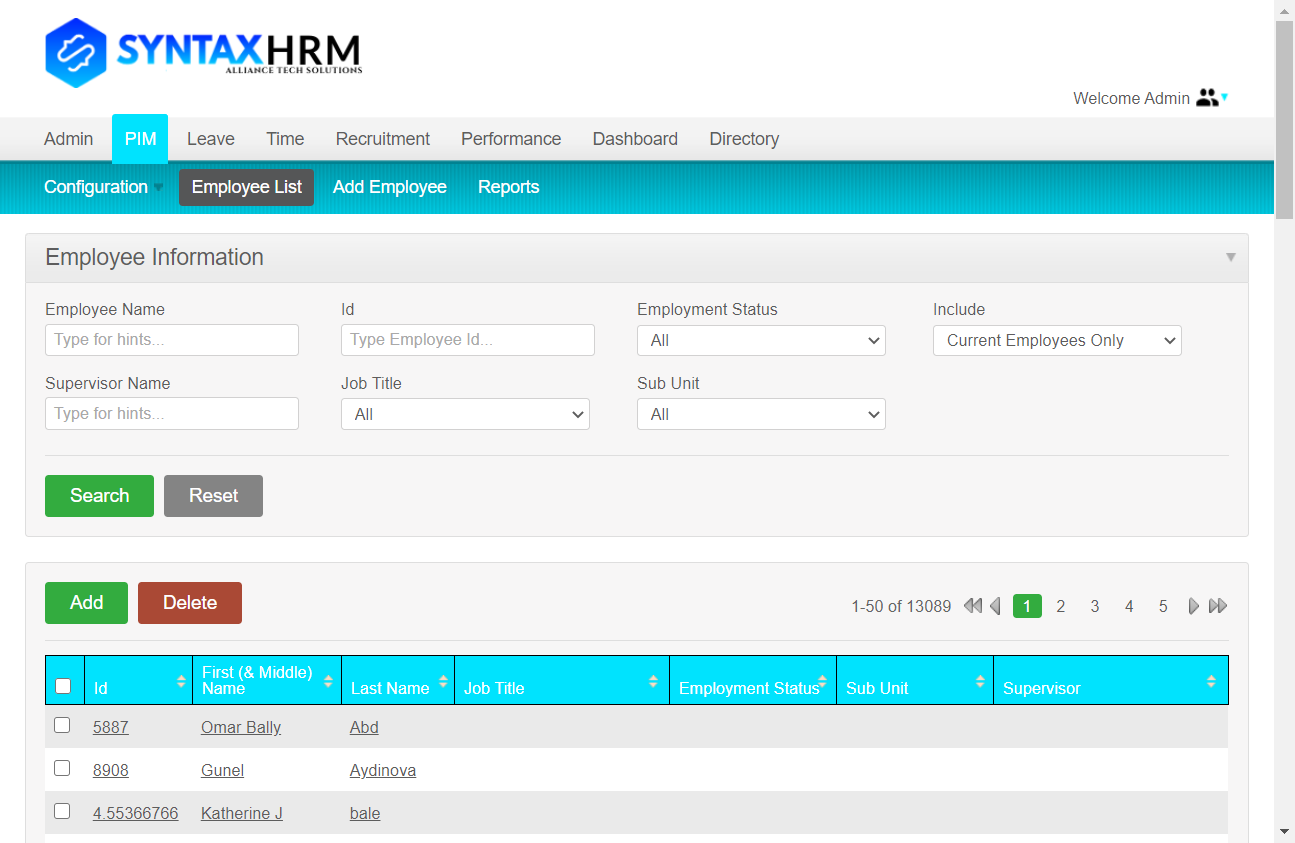 SYNTAXHRM
ALLIANCE TECH SOLUTIONS
Welcome Admin
Admin PIM Leave Time Recruitment Performance Dashboard Directory
Configuration Employee List Add Employee Reports
Employee Information
Employee Name Id Employment Status Include
Type for hints... Type Employee Id... All Current Employees Only
Supervisor Name Job Title Sub Unit
Type for hints... All All
Search Reset
Add Delete 1-50 of 13089 1 2 3 4 5
Id First (& Middle) Name Last Name Job Title Employment Status Sub Unit Supervisor
5887 Omar Bally Abd
8908 Gunel Aydinova
4.55366766 Katherine J bale